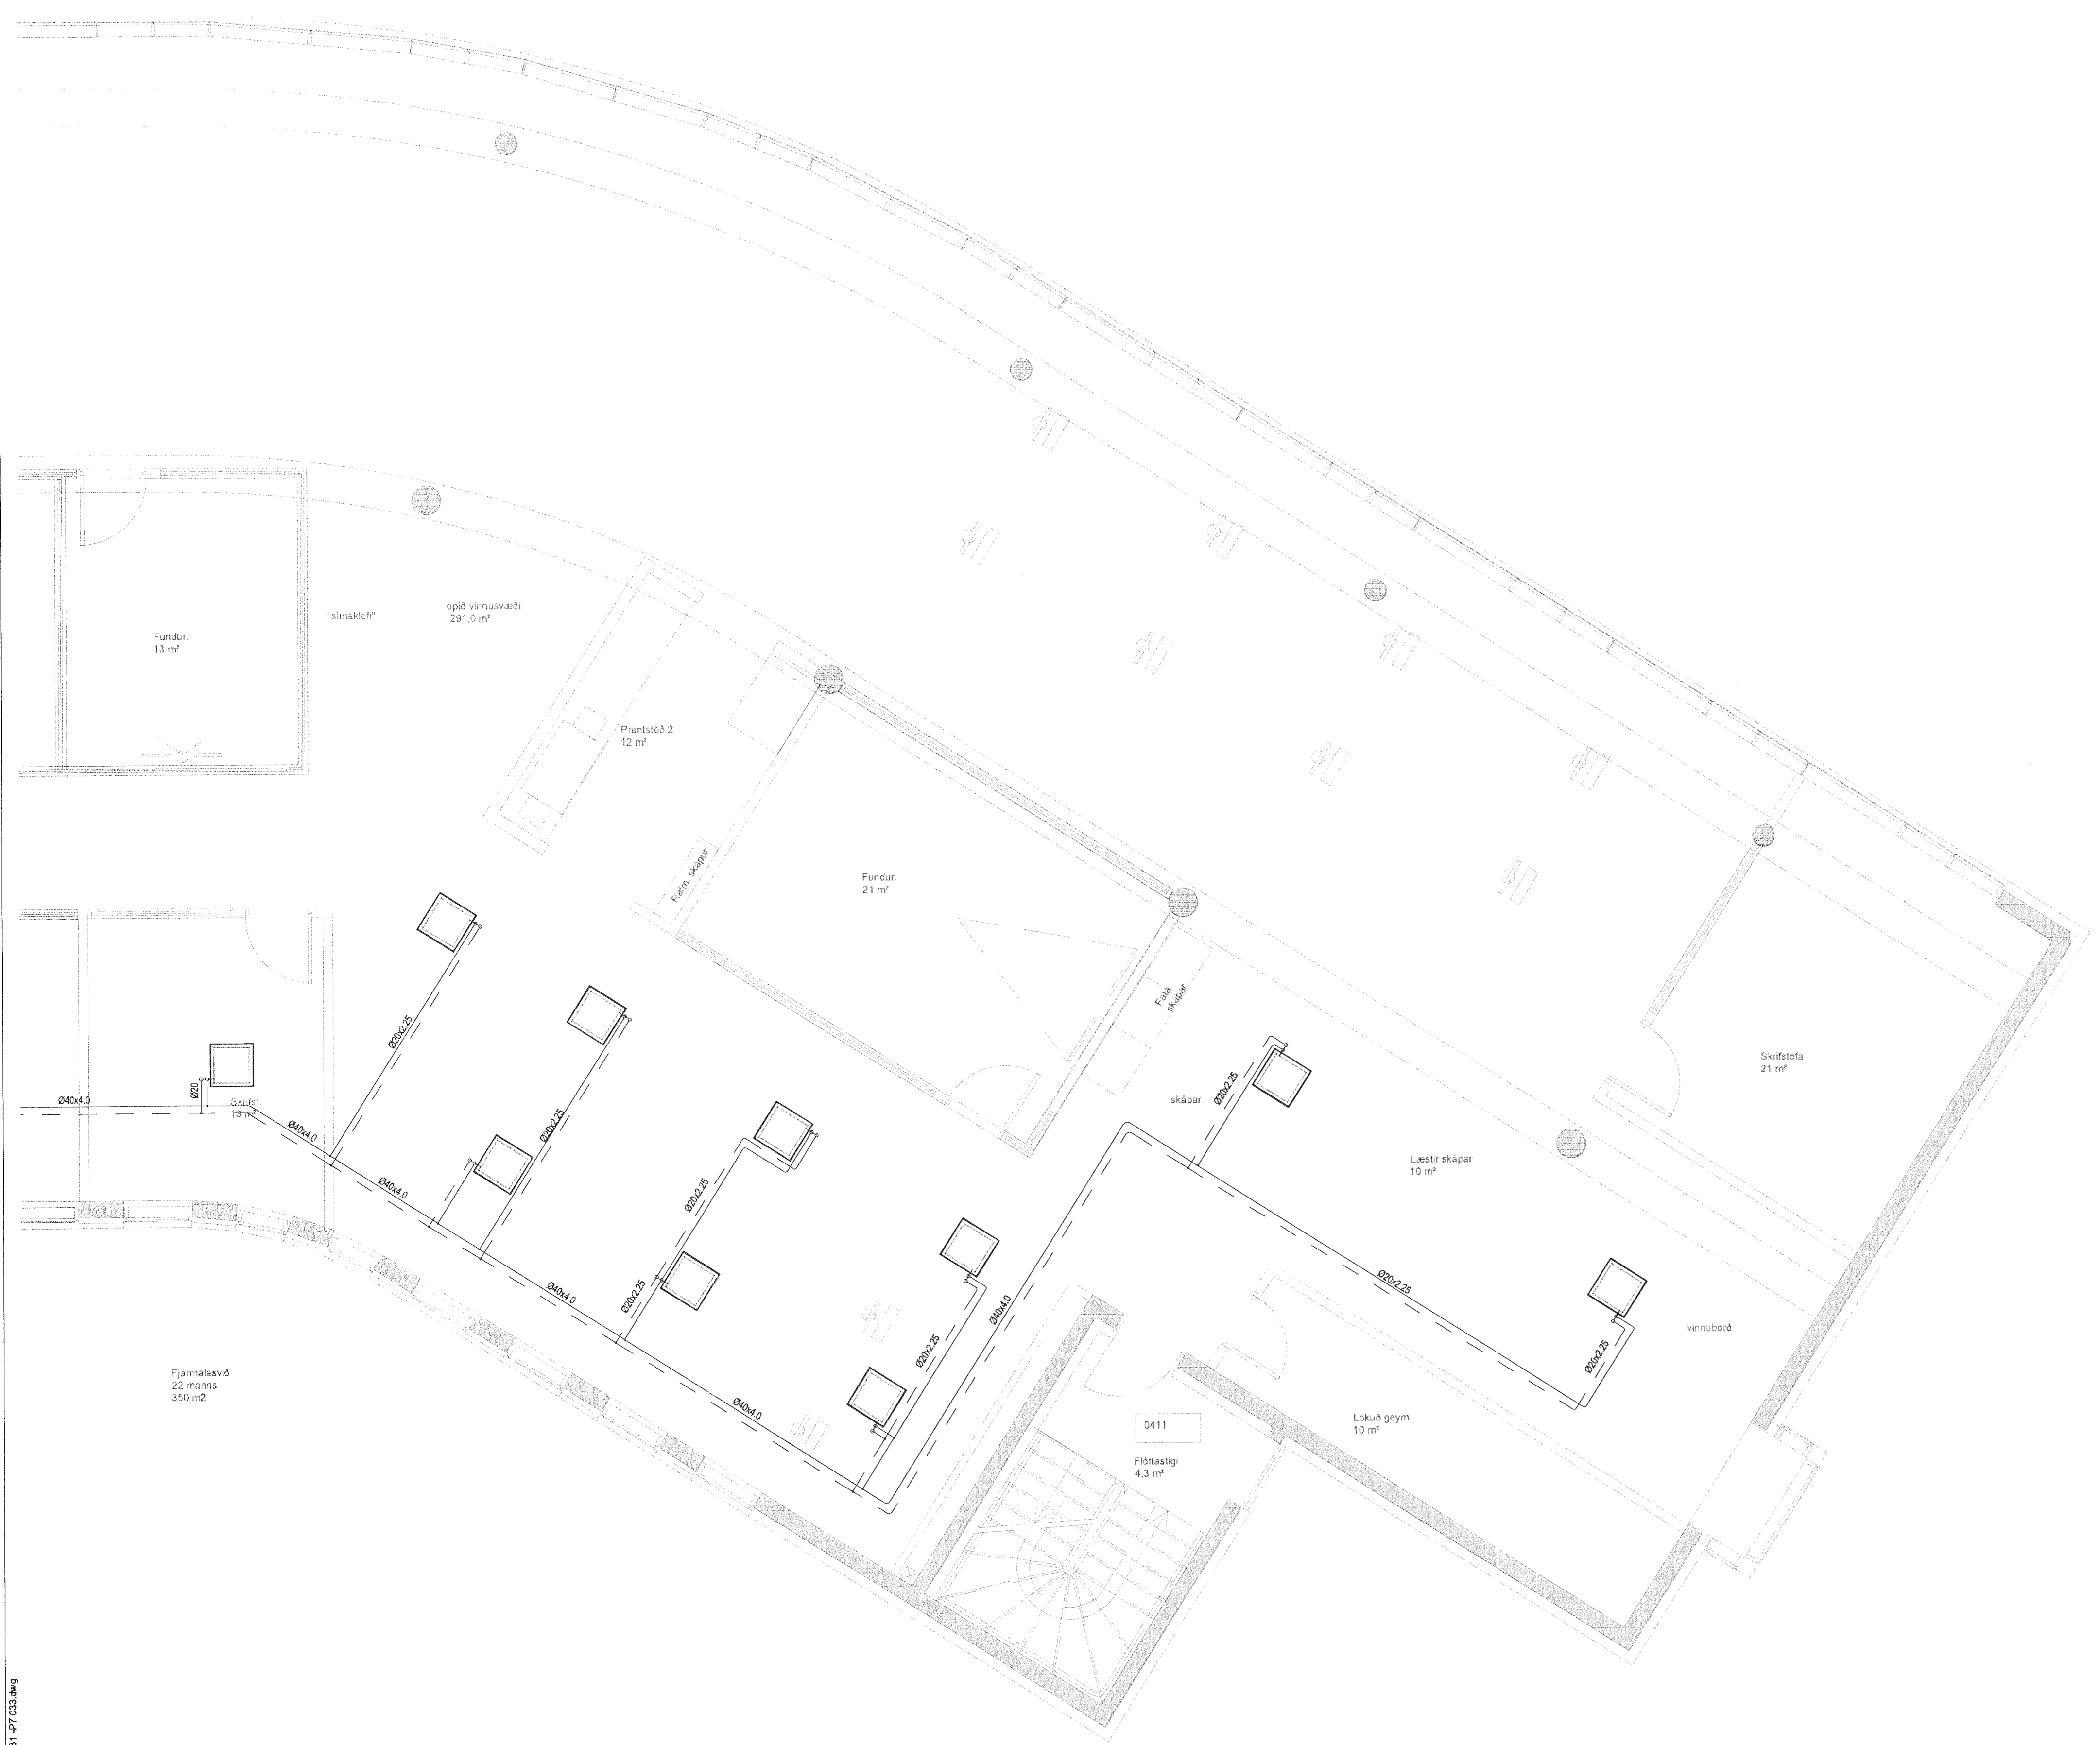 "símaklefi"
opið vinnusvæði
291,0 m²
Fundur.
13 m²
Prentstöð 2
12 m²
Rafm. skápur
Fundur.
21 m²
Fata
skápar
Ø20x2.25
Skrifstofa
21 m²
Ø20
Ø40x4.0
Skrifst.
13 m²
Ø40x4.0
Ø20x2.25
Ø20x2.25
skápar
Læstir skápar
10 m²
Ø40x4.0
Ø20x2.25
Ø20x2.25
Ø40x4.0
Ø40x4.0
Ø20x2.25
Ø20x2.25
Ø20x2.25
vinnuborð
Fjármálasvið
22 manns
350 m2
Ø40x4.0
Lokuð geym.
10 m²
0411
Flóttastigi
4,3 m²
-P7 033.dwg